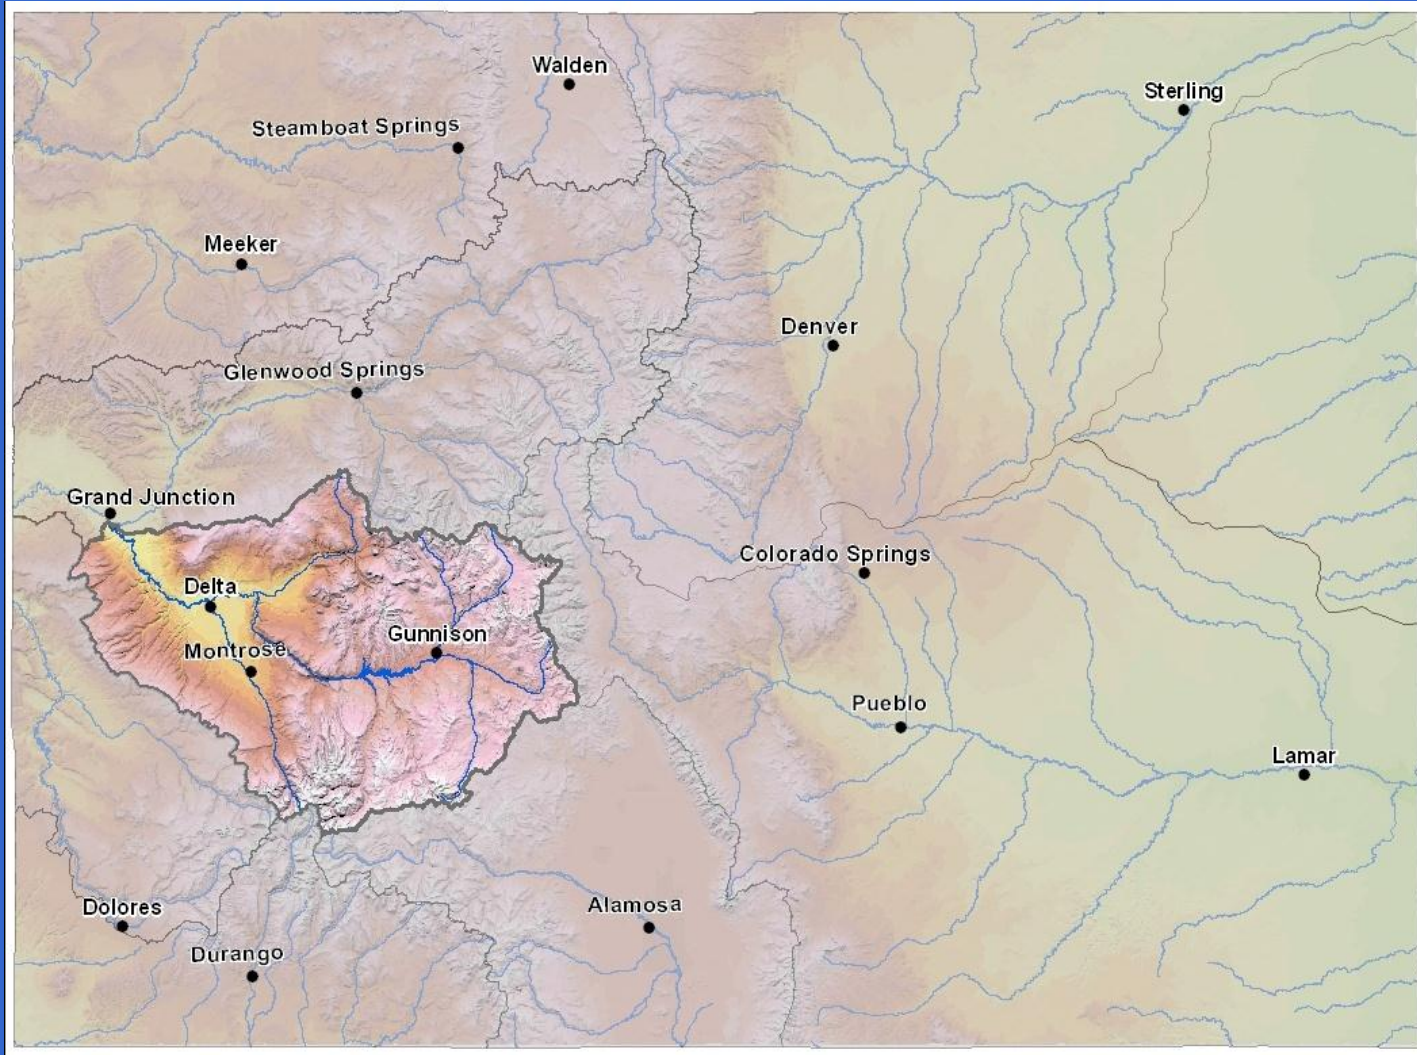 Walden
Sterling
Steamboat Springs
Meeker
Denver
Glenwood Springs
Grand Junction
Colorado Springs
Delta
Gunnison
Montrose
Pueblo
Lamar
Alamosa
Dolores
Durango